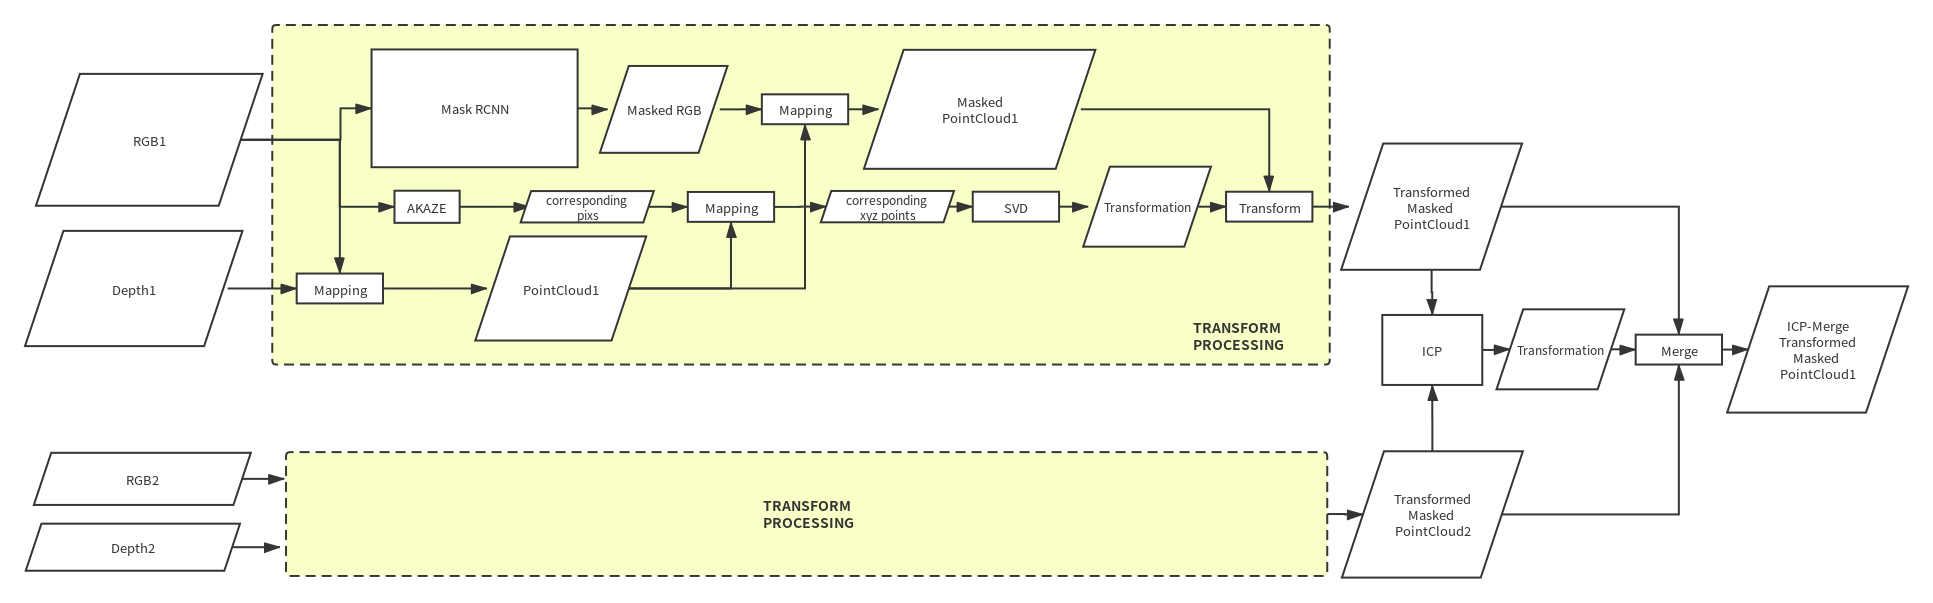 RGB1
Mask RCNN
Masked RGB
Mapping
Masked
PointCloud1
AKAZE
corresponding
pixs
Mapping
corresponding
xyz points
SVD
Transformation
Transform
Transformed
Masked
PointCloud1
Depth1
Mapping
PointCloud1
TRANSFORM
PROCESSING
ICP
Transformation
Merge
ICP-Merge
Transformed
Masked
PointCloud1
RGB2
Depth2
TRANSFORM
PROCESSING
Transformed
Masked
PointCloud2